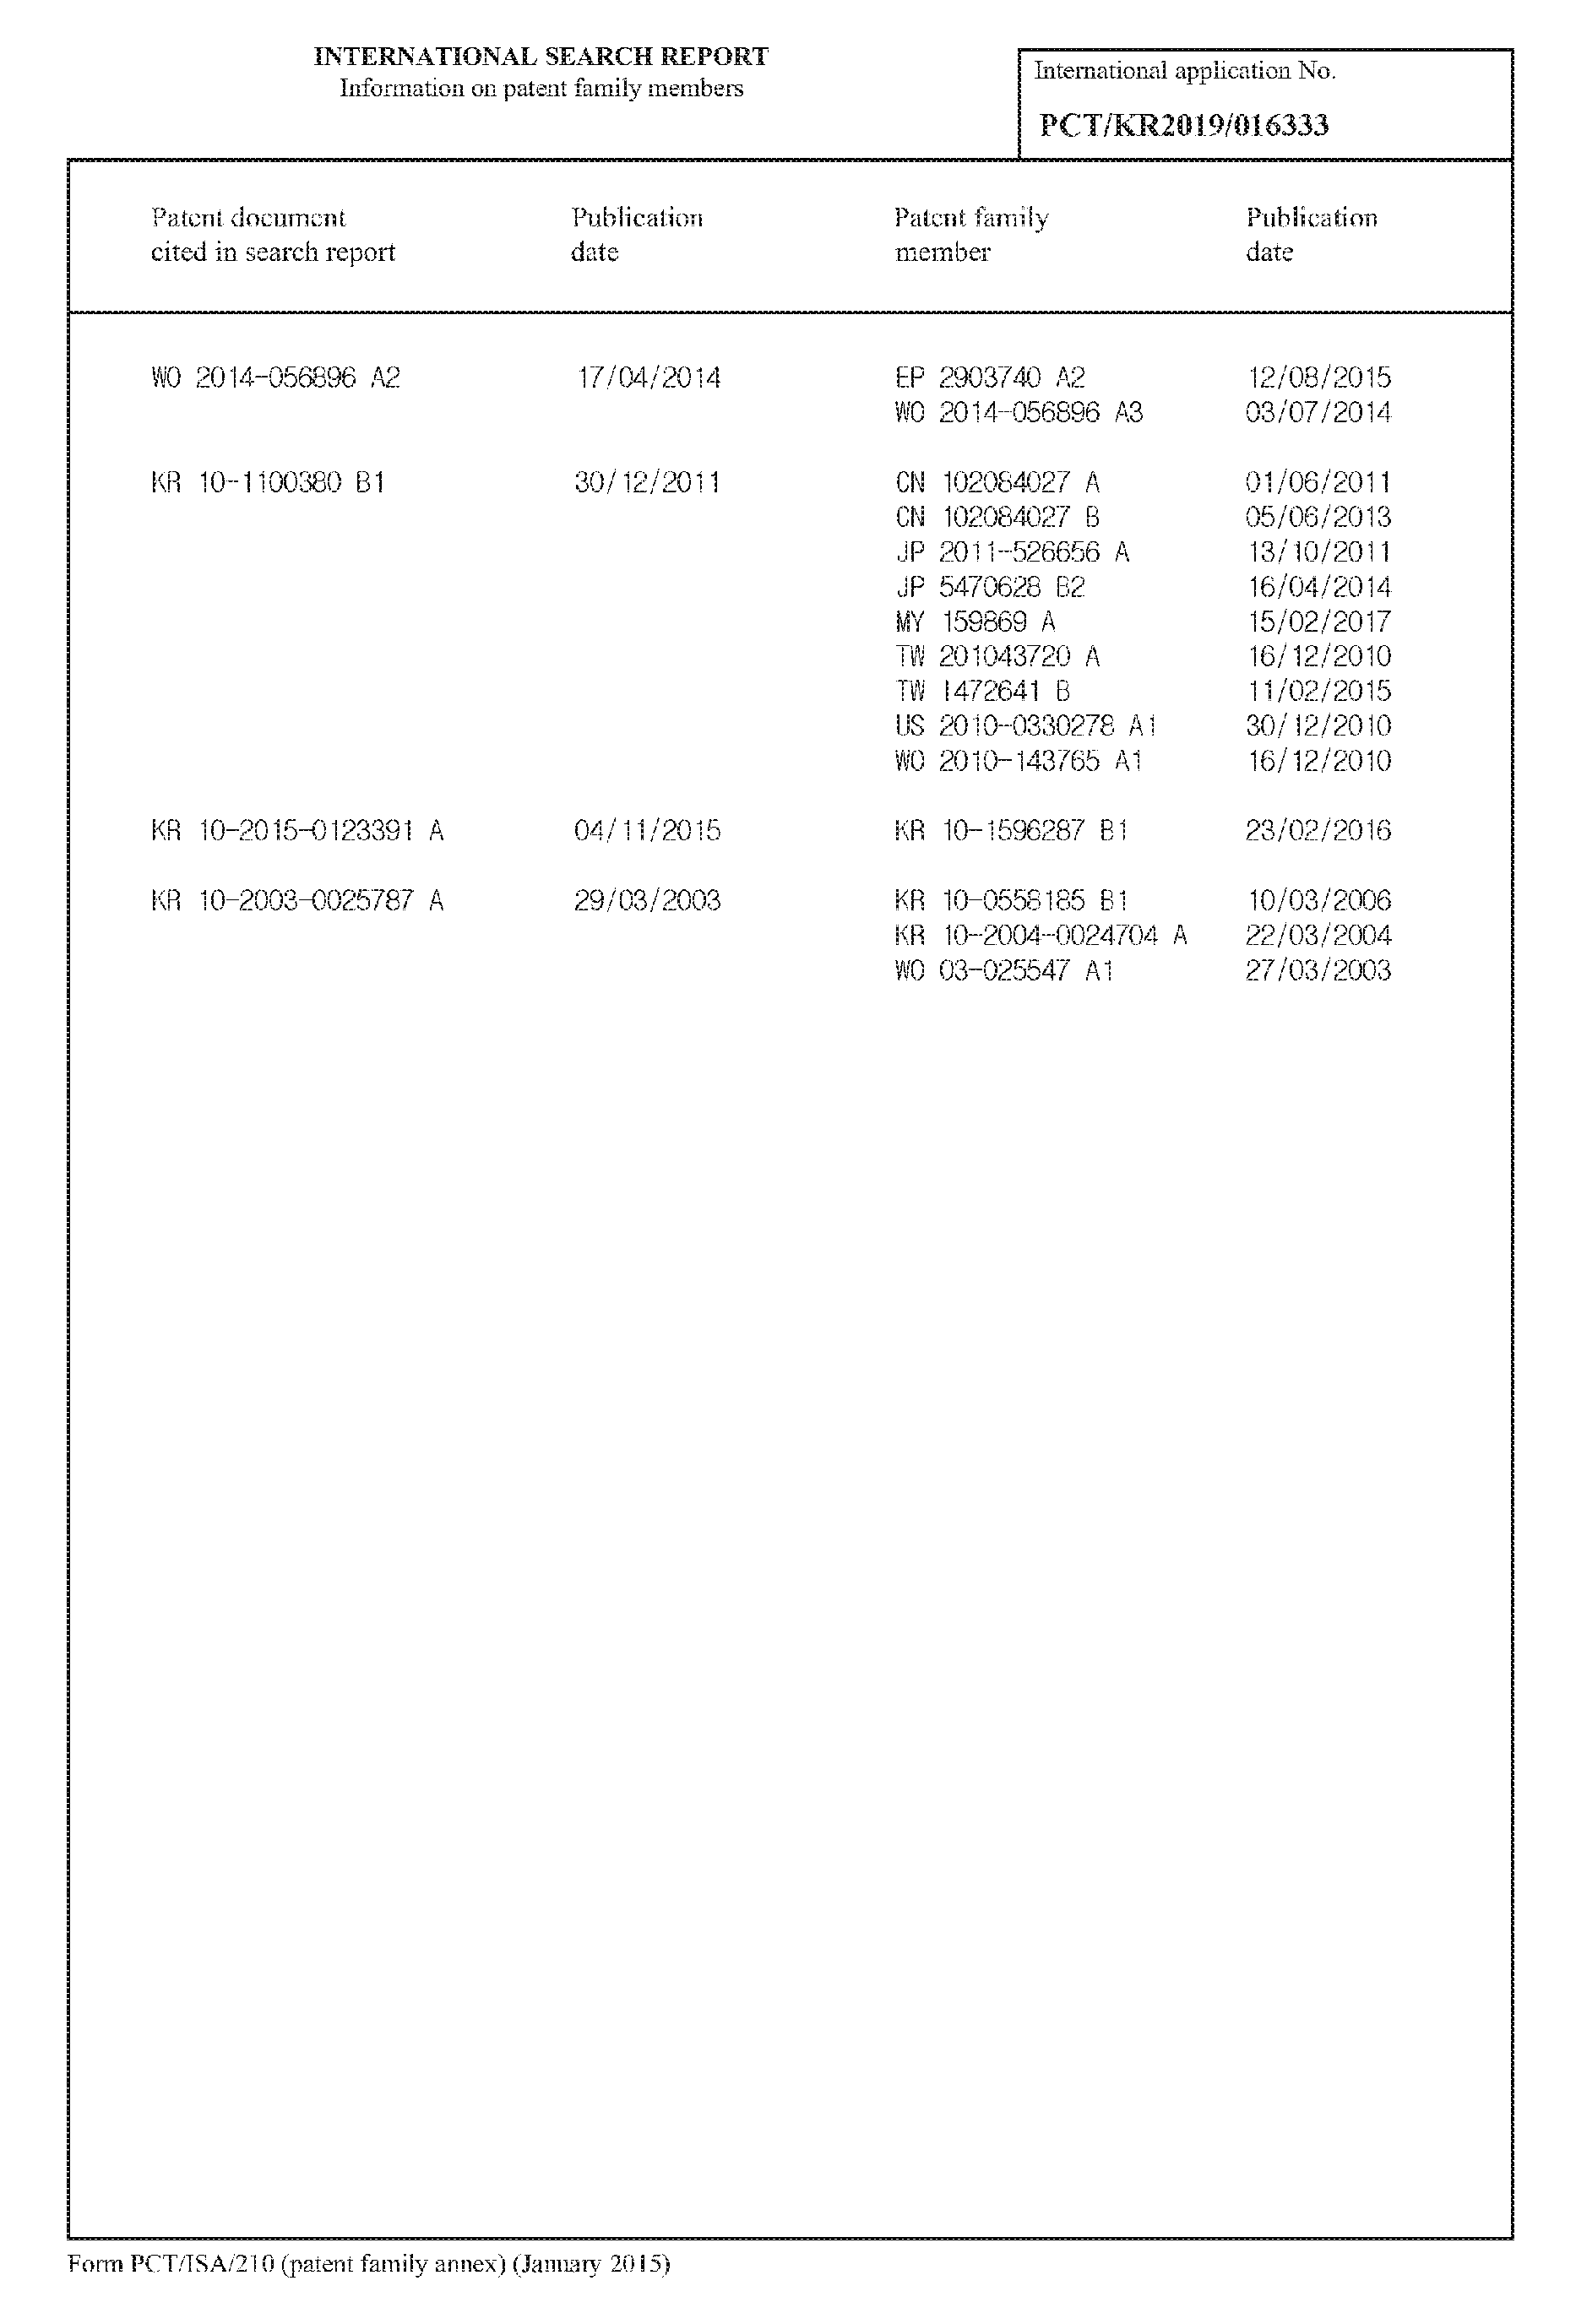 INTERNATIONAL SEARCH REPORT
Information on patent family members
International application No.
PCT/KR2019/016333
Patent document cited in search report
Publication date
Patent family member
Publication date
WO 2014-056896 A2 17/04/2014 EP 2903740 A2 12/08/2015
WO 2014-056896 A3 03/07/2014
KR 10-1100380 B1 30/12/2011 CN 102084027 A 01/06/2011
CN 102084027 B 05/06/2013
JP 2011-526656 A 13/10/2011
JP 5470628 B2 16/04/2014
MY 159869 A 15/02/2017
TW 201043720 A 16/12/2010
TW I472641 B 11/02/2015
US 2010-0330278 A1 30/12/2010
WO 2010-143765 A1 16/12/2010
KR 10-2015-0123391 A 04/11/2015 KR 10-1596287 B1 23/02/2016
KR 10-2003-0025787 A 29/03/2003 KR 10-0558185 B1 10/03/2006
KR 10-2004-0024704 A 22/03/2004
WO 03-025547 A1 27/03/2003
Form PCT/ISA/210 (patent family annex) (January 2015)